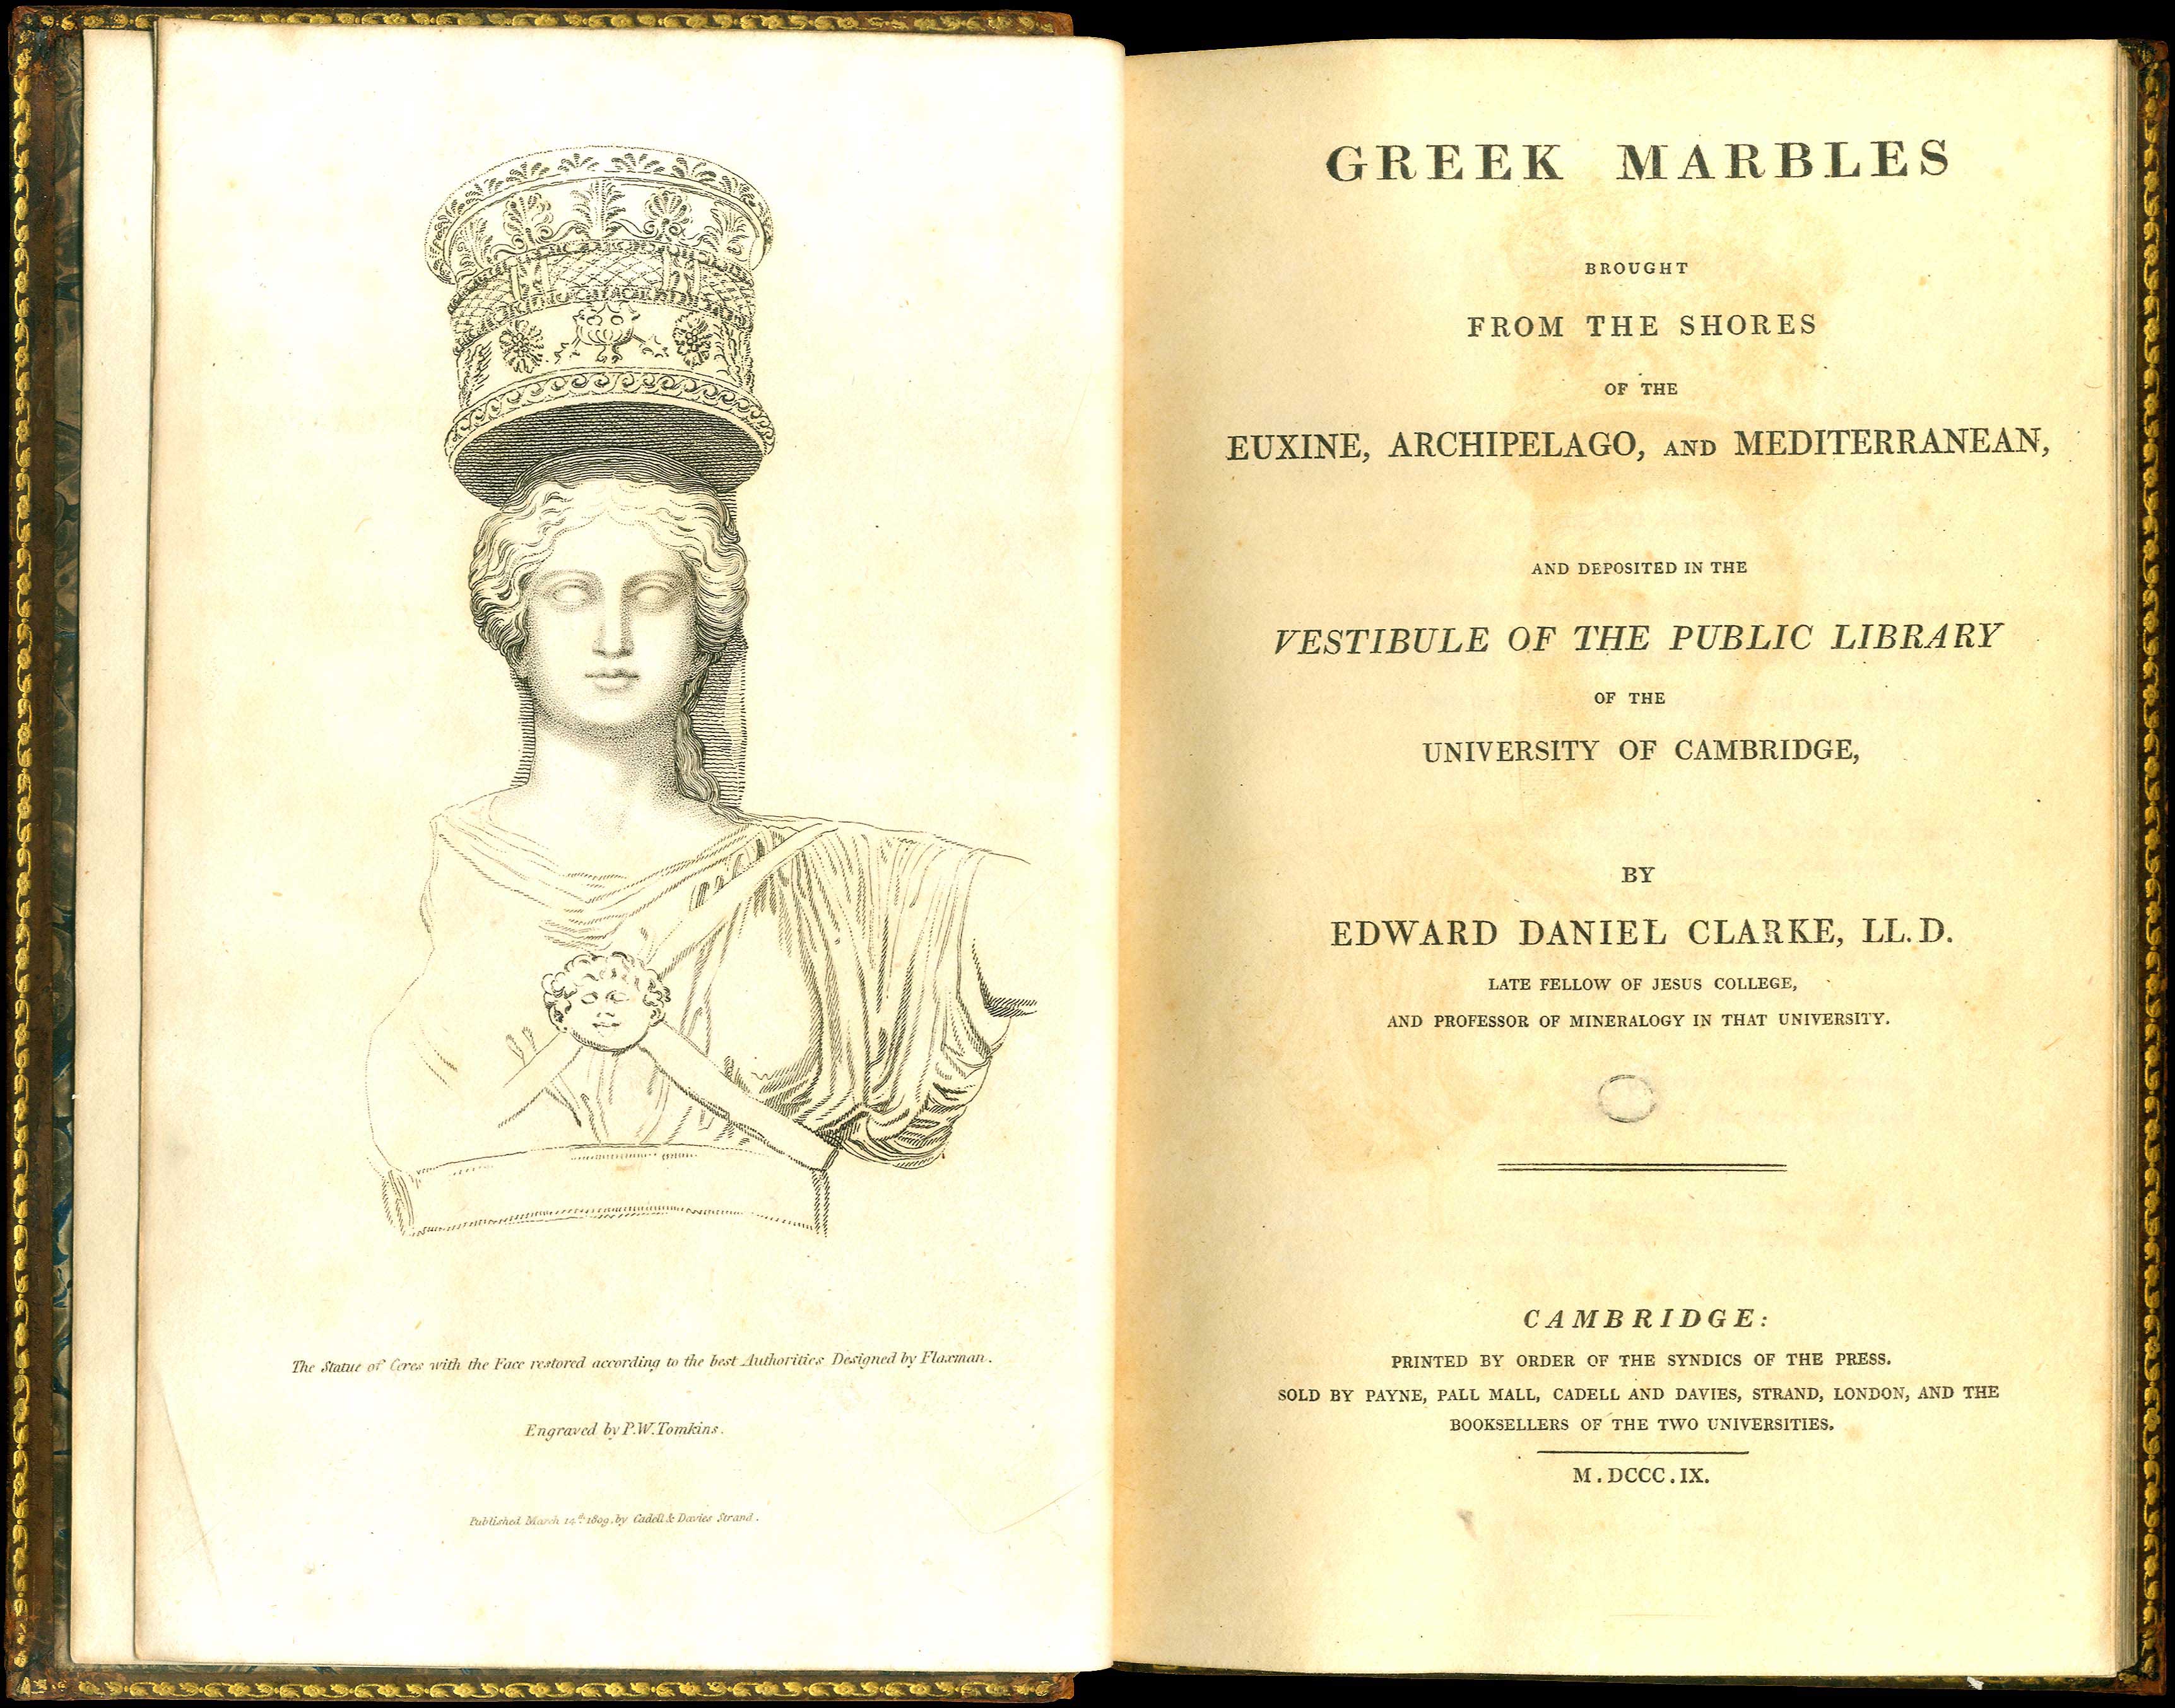 The Statue of Ceres with the Face restored according to the best Authorities Designed by Flaxman.
Engraved by P.W. Tomkins.
Published March 14th 1809, by Cadell & Davies Strand.
GREEK MARBLES
BROUGHT
FROM THE SHORES
OF THE
EUXINE, ARCHIPELAGO, AND MEDITERRANEAN,
AND DEPOSITED IN THE
VESTIBULE OF THE PUBLIC LIBRARY
OF THE
UNIVERSITY OF CAMBRIDGE,
BY
EDWARD DANIEL CLARKE, LL.D.
LATE FELLOW OF JESUS COLLEGE,
AND PROFESSOR OF MINERALOGY IN THAT UNIVERSITY.
CAMBRIDGE:
PRINTED BY ORDER OF THE SYNDICS OF THE PRESS.
SOLD BY PAYNE, PALL MALL, CADELL AND DAVIES, STRAND, LONDON, AND THE
BOOKSELLERS OF THE TWO UNIVERSITIES.
M.DCCC.IX.